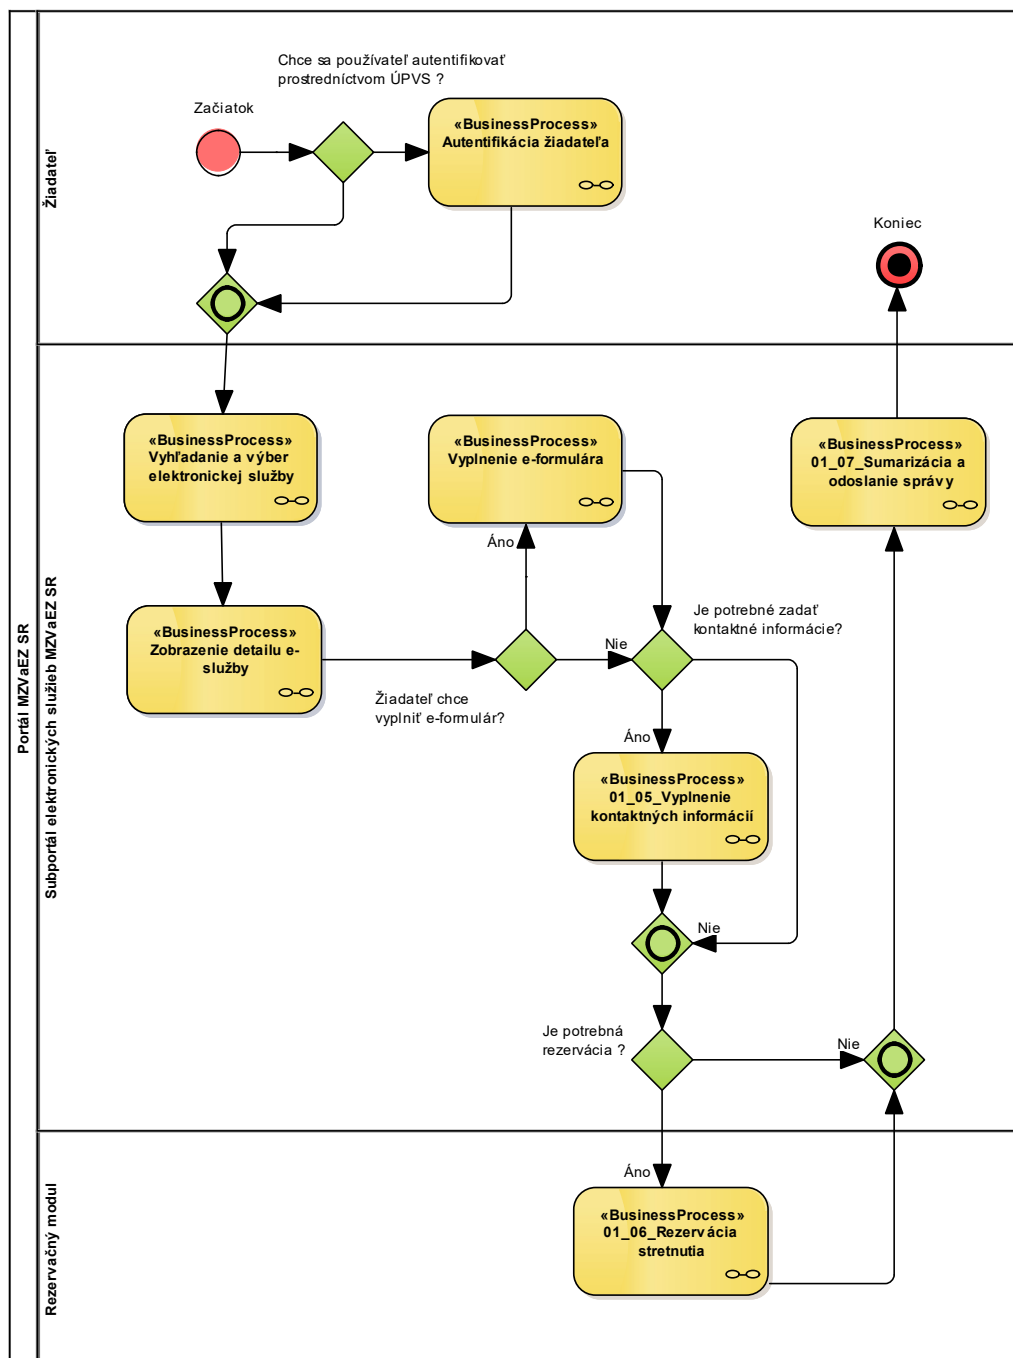 Portál MZVaEZ SR
Žiadateľ
Chce sa používateľ autentifikovať
prostredníctvom ÚPVS ?
Začiatok
«BusinessProcess»
Autentifikácia žiadateľa
Koniec
Subportál elektronických služieb MZVaEZ SR
«BusinessProcess»
Vyhľadanie a výber
elektronickej služby
«BusinessProcess»
Vyplnenie e-formulára
«BusinessProcess»
01_07_Sumarizácia a
odoslanie správy
Áno
«BusinessProcess»
Zobrazenie detailu e-
služby
Žiadateľ chce
vyplniť e-formulár?
Nie
Je potrebné zadať
kontaktné informácie?
Áno
«BusinessProcess»
01_05_Vyplnenie
kontaktných informácií
Nie
Je potrebná
rezervácia ?
Nie
Rezervačný modul
Áno
«BusinessProcess»
01_06_Rezervácia
stretnutia